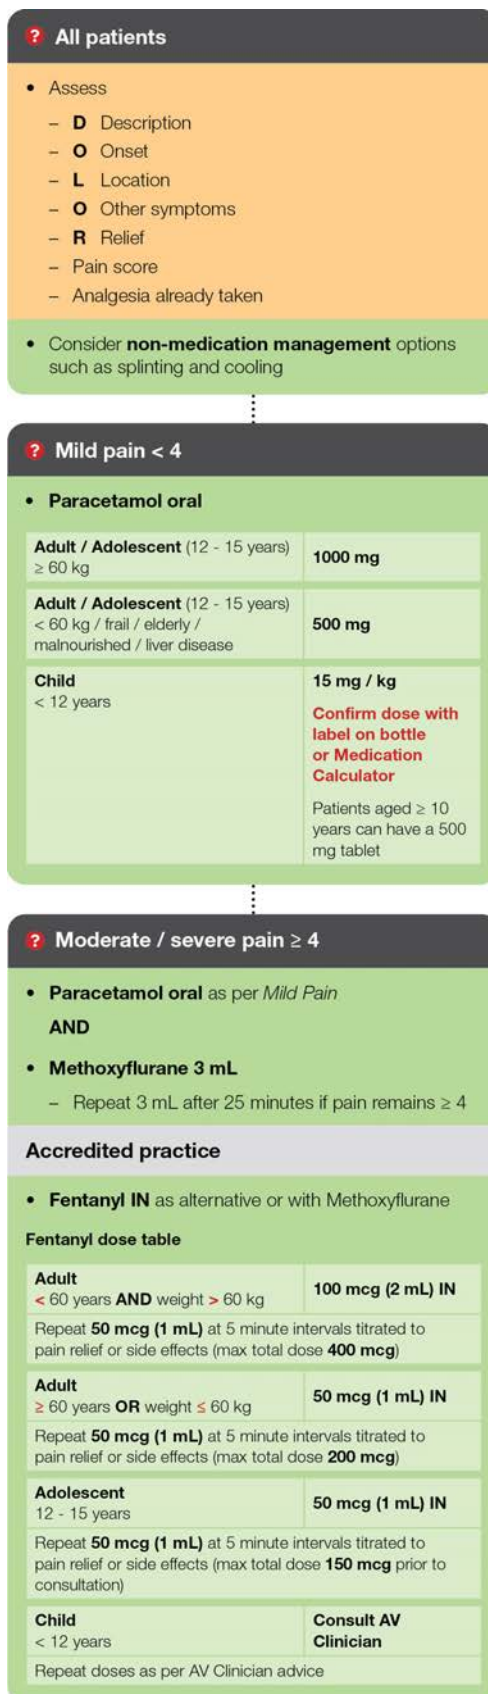 ? All patients
• Assess
– D Description
– O Onset
– L Location
– O Other symptoms
– R Relief
– Pain score
– Analgesia already taken
• Consider non-medication management options
such as splinting and cooling
? Mild pain < 4
• Paracetamol oral
Adult / Adolescent (12 - 15 years)
≥ 60 kg
1000 mg
Adult / Adolescent (12 - 15 years)
< 60 kg / frail / elderly /
malnourished / liver disease
500 mg
Child
< 12 years
15 mg / kg
Confirm dose with
label on bottle
or Medication
Calculator
Patients aged ≥ 10
years can have a 500
mg tablet
? Moderate / severe pain ≥ 4
• Paracetamol oral as per Mild Pain
AND
• Methoxyflurane 3 mL
– Repeat 3 mL after 25 minutes if pain remains ≥ 4
Accredited practice
• Fentanyl IN as alternative or with Methoxyflurane
Fentanyl dose table
Adult
< 60 years AND weight > 60 kg
100 mcg (2 mL) IN
Repeat 50 mcg (1 mL) at 5 minute intervals titrated to
pain relief or side effects (max total dose 400 mcg)
Adult
≥ 60 years OR weight ≤ 60 kg
50 mcg (1 mL) IN
Repeat 50 mcg (1 mL) at 5 minute intervals titrated to
pain relief or side effects (max total dose 200 mcg)
Adolescent
12 - 15 years
50 mcg (1 mL) IN
Repeat 50 mcg (1 mL) at 5 minute intervals titrated to
pain relief or side effects (max total dose 150 mcg prior to
consultation)
Child
< 12 years
Consult AV
Clinician
Repeat doses as per AV Clinician advice